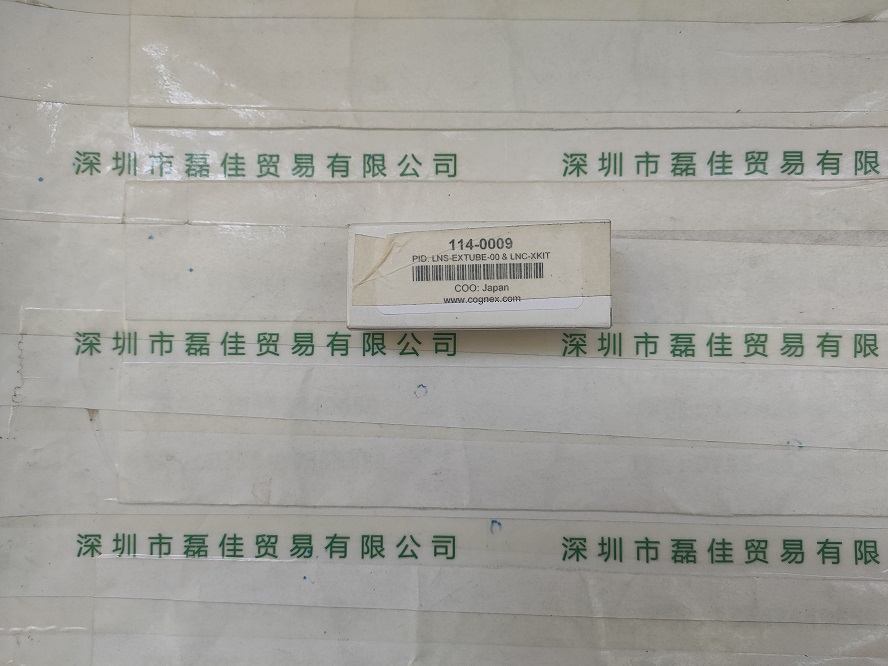 深圳市磊佳贸易有限公司 深圳市磊佳贸易有限
114-0009
PID: LNS-EXTUBE-00 & LNC-XKIT
COO: Japan
www.cognex.com
深圳市磊佳贸易有限公司 深圳市磊佳贸易有限
深圳市磊佳贸易有限公司 深圳市磊佳贸易有限